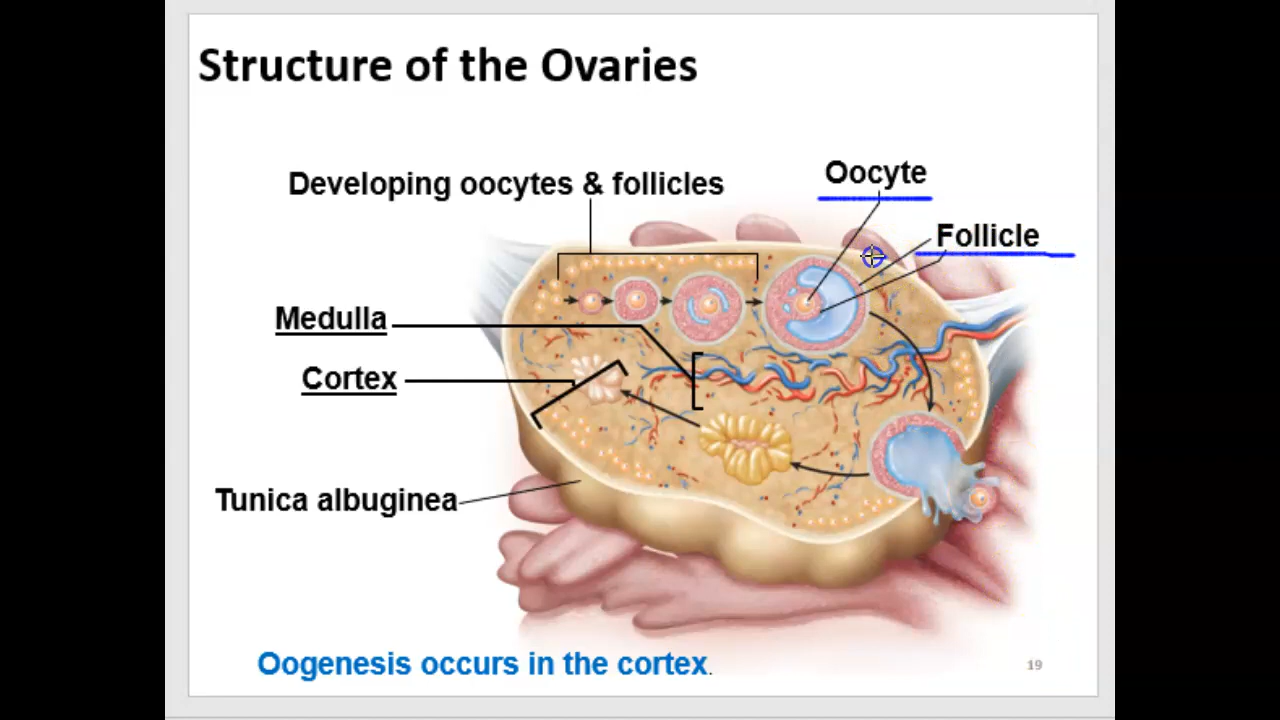 Structure of the Ovaries
Developing oocytes & follicles
Oocyte
Follicle
Medulla
Cortex
Tunica albuginea
Oogenesis occurs in the cortex.
19